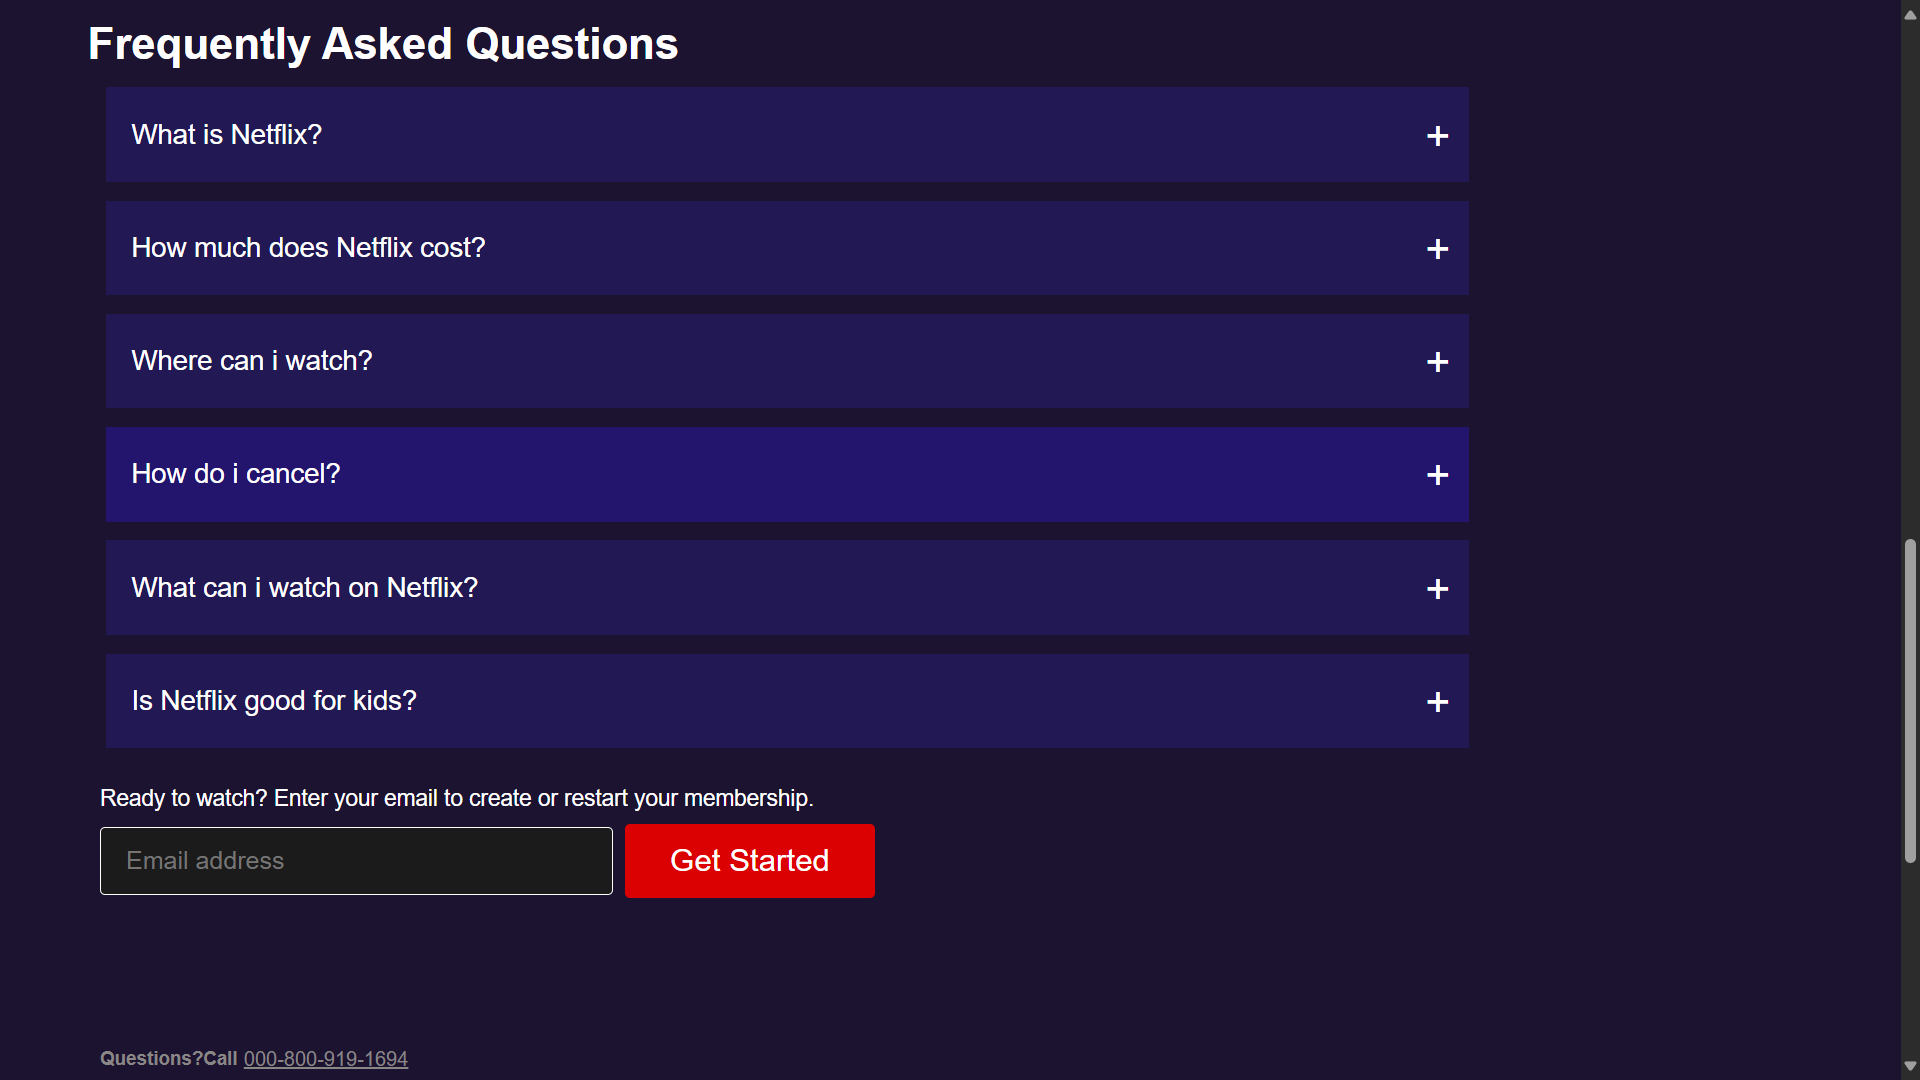 Frequently Asked Questions
What is Netflix?
+
How much does Netflix cost?
+
Where can i watch?
+
How do i cancel?
+
What can i watch on Netflix?
+
Is Netflix good for kids?
+
Ready to watch? Enter your email to create or restart your membership.
Email address
Get Started
Questions?Call 000-800-919-1694